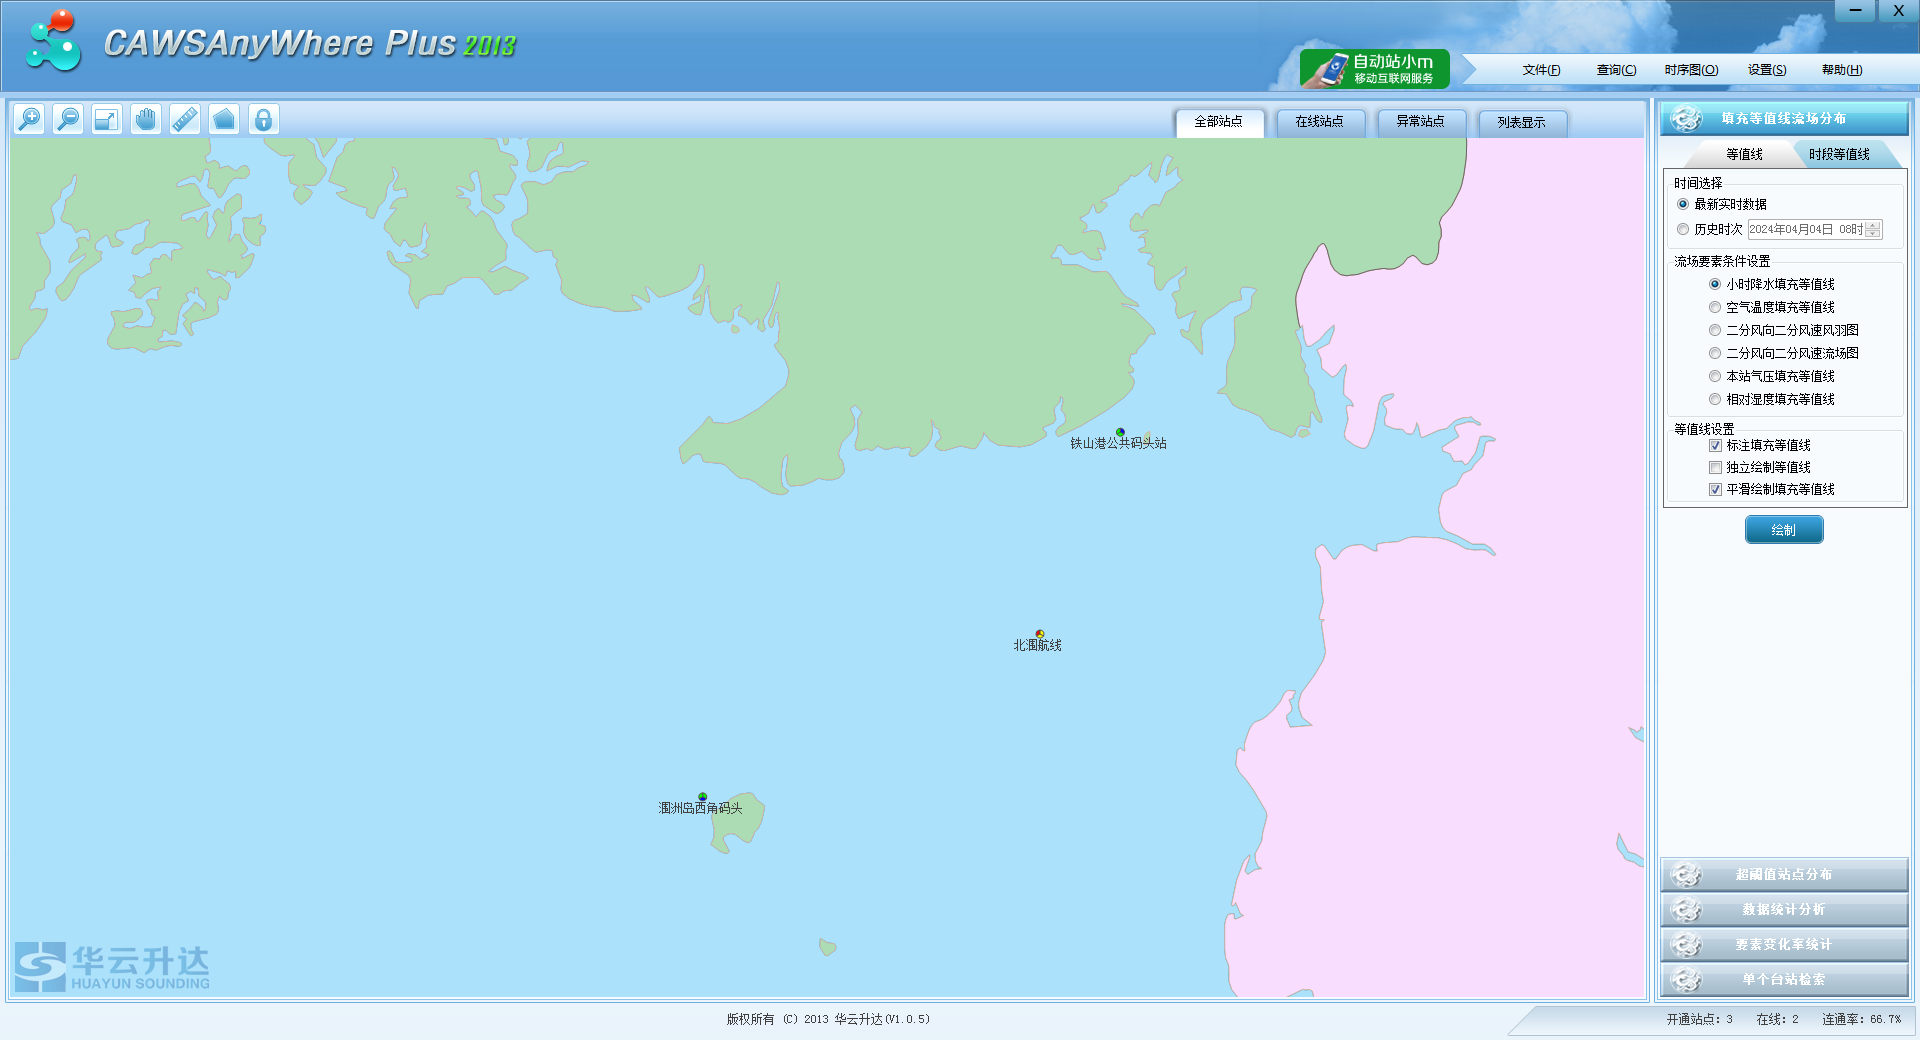 CAWSAnyWhere Plus 2013
自动站小m
移动互联网服务
文件(F) 查询(C) 时序图(O) 设置(S) 帮助(H)
全部站点 在线站点 异常站点 列表显示
填充等值线流场分布
等值线 时段等值线
时间选择
最新实时数据
历史时次 2024年04月04日 08时
流场要素条件设置
小时降水填充等值线
空气温度填充等值线
二分风向二分风速风羽图
二分风向二分风速流场图
本站气压填充等值线
相对湿度填充等值线
等值线设置
标注填充等值线
独立绘制等值线
平滑绘制填充等值线
绘制
铁山港公共码头站
北涠航线
涠洲岛西角码头
超阈值站点分布
数据统计分析
要素变化率统计
单个台站检索
华云升达
HUAYUN SOUNDING
版权所有 (C) 2013 华云升达(V1.0.5)
开通站点: 3 在线: 2 连通率: 66.7%